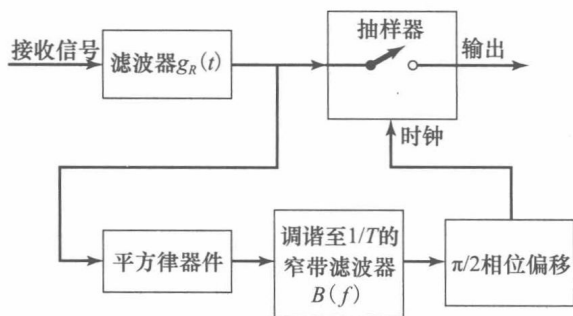 接收信号
滤波器g_R(t)
抽样器
输出
时钟
平方律器件
调谐至1/T的
窄带滤波器
B(f)
π/2相位偏移